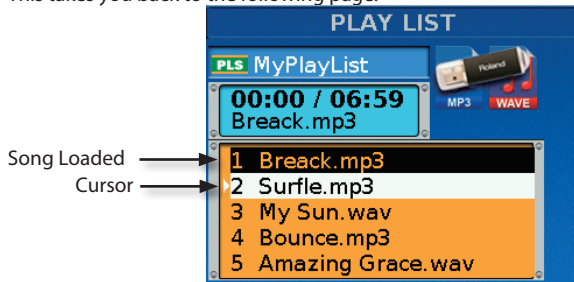 This takes you back to the following page.
PLAY LIST
PLS MyPlayList
Roland
00:00 / 06:59
MP3 WAVE
Breack.mp3
Song Loaded
1 Breack.mp3
Cursor
2 Surfle.mp3
3 My Sun.wav
4 Bounce.mp3
5 Amazing Grace.wav